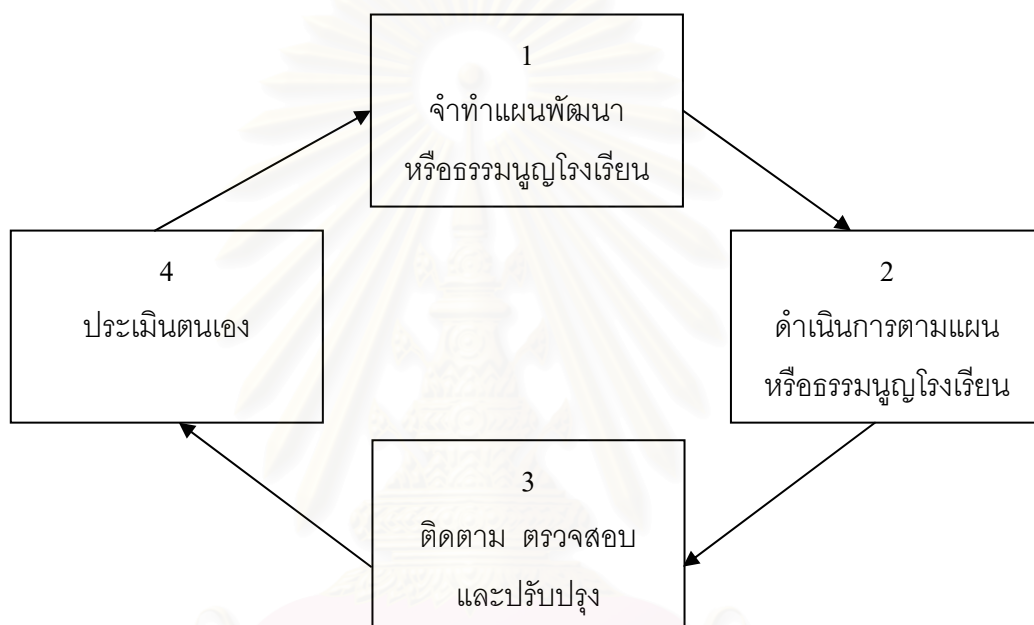 1
จำทำแผนพัฒนา
หรือธรรมนูญโรงเรียน
2
ดำเนินการตามแผน
หรือธรรมนูญโรงเรียน
3
ติดตาม ตรวจสอบ
และปรับปรุง
4
ประเมินตนเอง